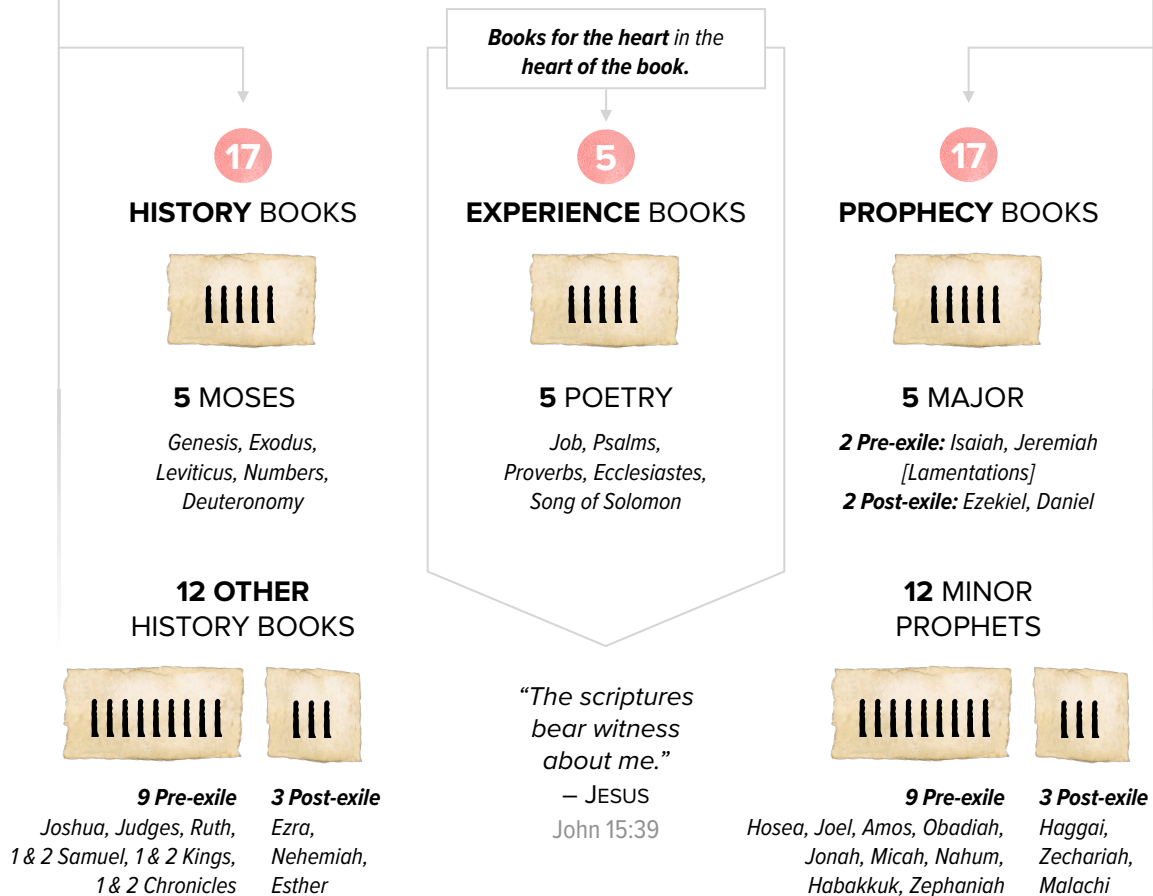 Books for the heart in the
heart of the book.
17
HISTORY BOOKS
5 MOSES
Genesis, Exodus,
Leviticus, Numbers,
Deuteronomy
12 OTHER
HISTORY BOOKS
9 Pre-exile
Joshua, Judges, Ruth,
1 & 2 Samuel, 1 & 2 Kings,
1 & 2 Chronicles
3 Post-exile
Ezra,
Nehemiah,
Esther
5
EXPERIENCE BOOKS
5 POETRY
Job, Psalms,
Proverbs, Ecclesiastes,
Song of Solomon
“The scriptures
bear witness
about me.”
– JESUS
John 15:39
17
PROPHECY BOOKS
5 MAJOR
2 Pre-exile: Isaiah, Jeremiah
[Lamentations]
2 Post-exile: Ezekiel, Daniel
12 MINOR
PROPHETS
9 Pre-exile
Hosea, Joel, Amos, Obadiah,
Jonah, Micah, Nahum,
Habakkuk, Zephaniah
3 Post-exile
Haggai,
Zechariah,
Malachi